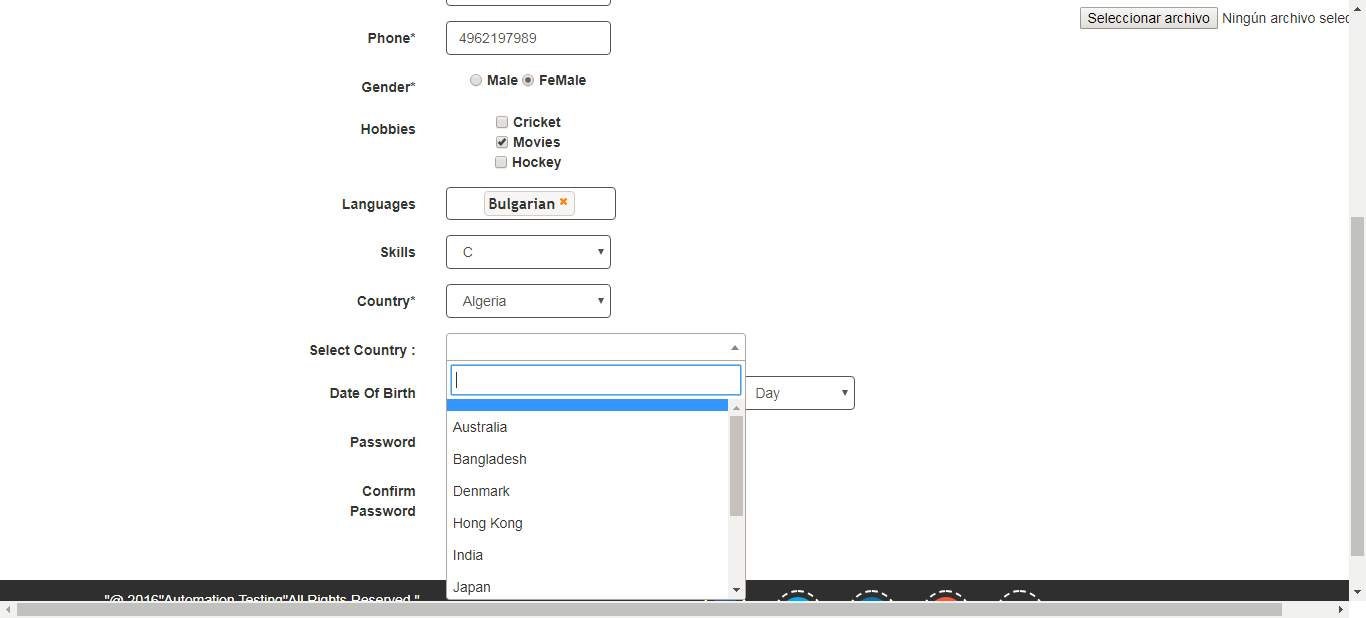 Seleccionar archivo Ningún archivo selec
Phone* 4962197989
Gender* Male FeMale
Hobbies
Cricket
Movies
Hockey
Languages Bulgarian
Skills C
Country* Algeria
Select Country :
Date Of Birth Day
Australia
Bangladesh
Denmark
Hong Kong
India
Japan
Password
Confirm
Password
"@ 2016"Automation Testing"All Rights Reserved."